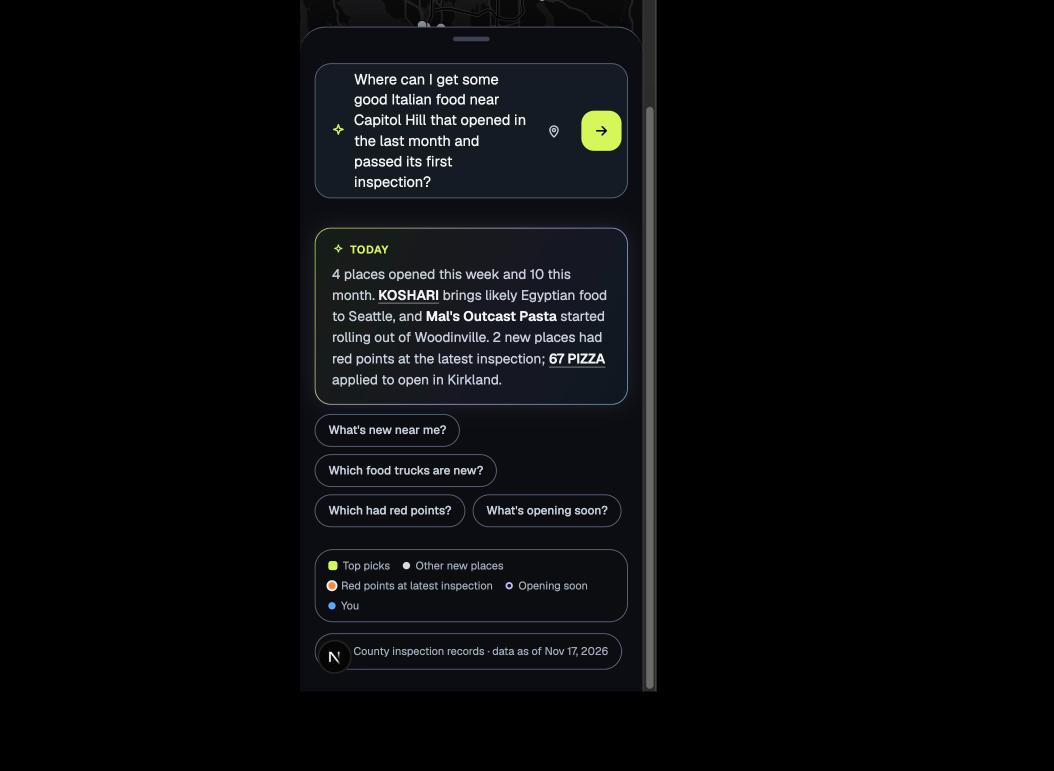 Where can I get some
good Italian food near
Capitol Hill that opened in
the last month and
passed its first
inspection?
TODAY
4 places opened this week and 10 this
month. KOSHARI brings likely Egyptian food
to Seattle, and Mal's Outcast Pasta started
rolling out of Woodinville. 2 new places had
red points at the latest inspection; 67 PIZZA
applied to open in Kirkland.
What's new near me?
Which food trucks are new?
Which had red points? What's opening soon?
Top picks Other new places
Red points at latest inspection Opening soon
You
N County inspection records · data as of Nov 17, 2026